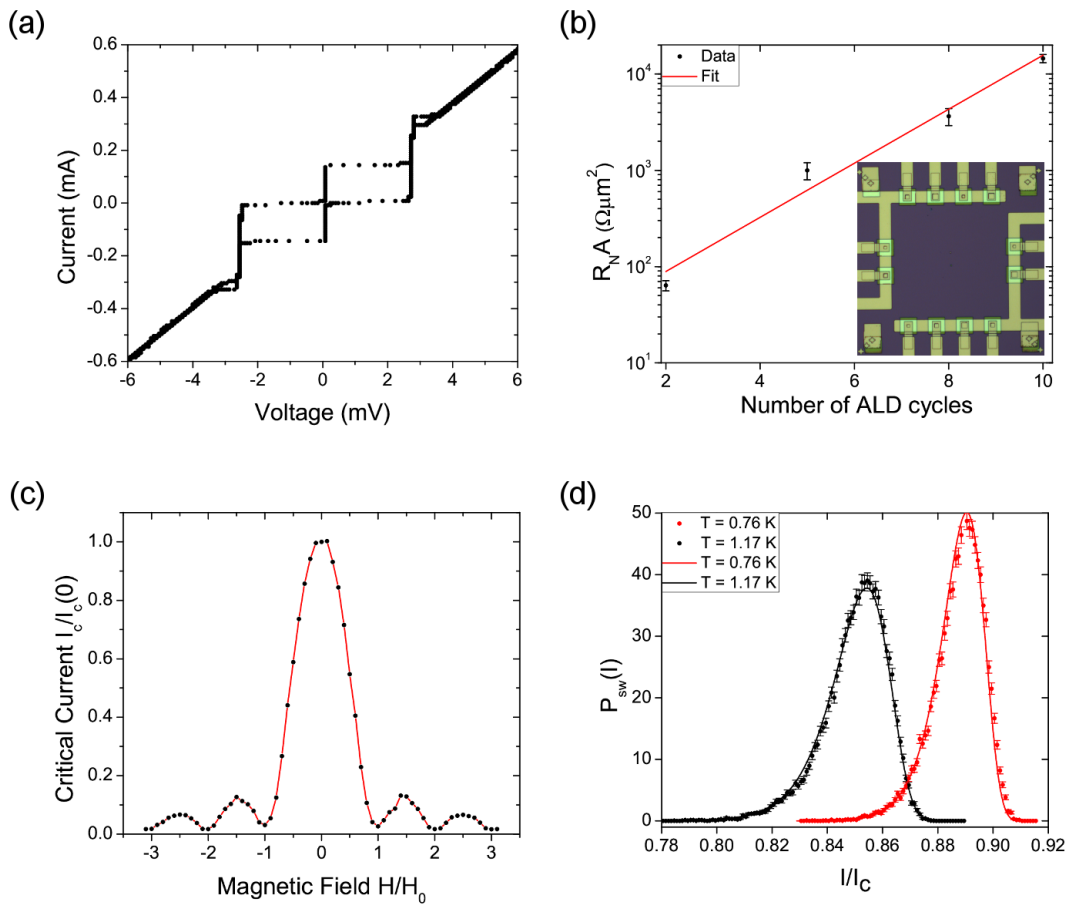 (a)
0.6
0.4
0.2
0.0
-0.2
-0.4
-0.6
-6 -4 -2 0 2 4 6
Current (mA)
Voltage (mV)
(b)
Data
Fit
10^4
10^3
10^2
10^1
2 4 6 8 10
R_NA (Ωμm^2)
Number of ALD cycles
(c)
1.0
0.8
0.6
0.4
0.2
0.0
-3 -2 -1 0 1 2 3
Critical Current I_c/I_c(0)
Magnetic Field H/H_0
(d)
T = 0.76 K
T = 1.17 K
T = 0.76 K
T = 1.17 K
50
40
30
20
10
0
0.78 0.80 0.82 0.84 0.86 0.88 0.90 0.92
P_sw(I)
I/I_C